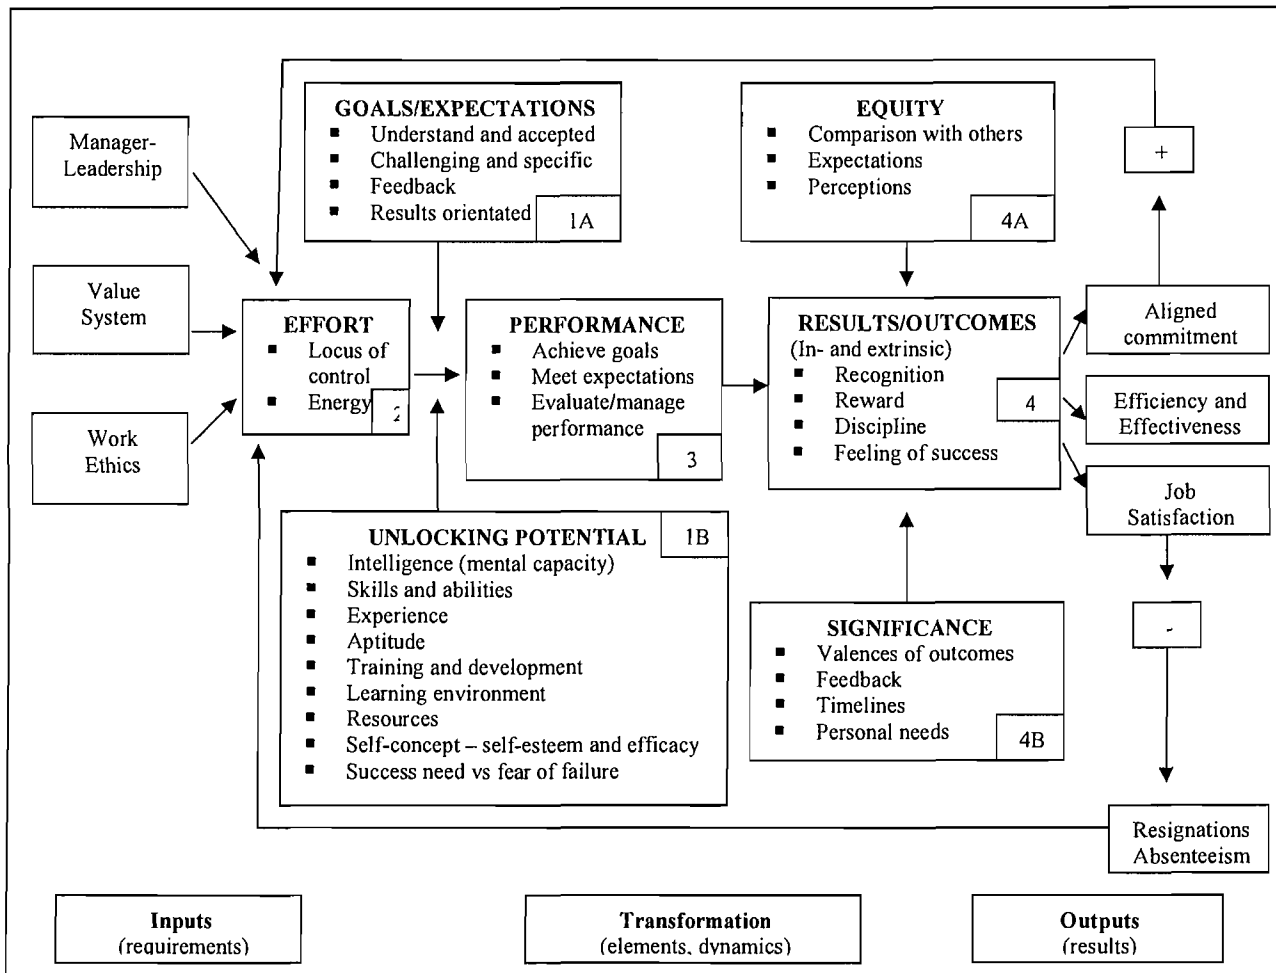 GOALS/EXPECTATIONS
▪ Understand and accepted
▪ Challenging and specific
▪ Feedback
▪ Results orientated
1A
EQUITY
▪ Comparison with others
▪ Expectations
▪ Perceptions
4A
+
Manager-
Leadership
Value
System
Work
Ethics
EFFORT
▪ Locus of
control
▪ Energy
2
PERFORMANCE
▪ Achieve goals
▪ Meet expectations
▪ Evaluate/manage
performance
3
RESULTS/OUTCOMES
(In- and extrinsic)
▪ Recognition
▪ Reward
▪ Discipline
▪ Feeling of success
4
Aligned
commitment
Efficiency and
Effectiveness
Job
Satisfaction
-
UNLOCKING POTENTIAL
1B
▪ Intelligence (mental capacity)
▪ Skills and abilities
▪ Experience
▪ Aptitude
▪ Training and development
▪ Learning environment
▪ Resources
▪ Self-concept – self-esteem and efficacy
▪ Success need vs fear of failure
SIGNIFICANCE
▪ Valences of outcomes
▪ Feedback
▪ Timelines
▪ Personal needs
4B
Resignations
Absenteeism
Inputs
(requirements)
Transformation
(elements, dynamics)
Outputs
(results)